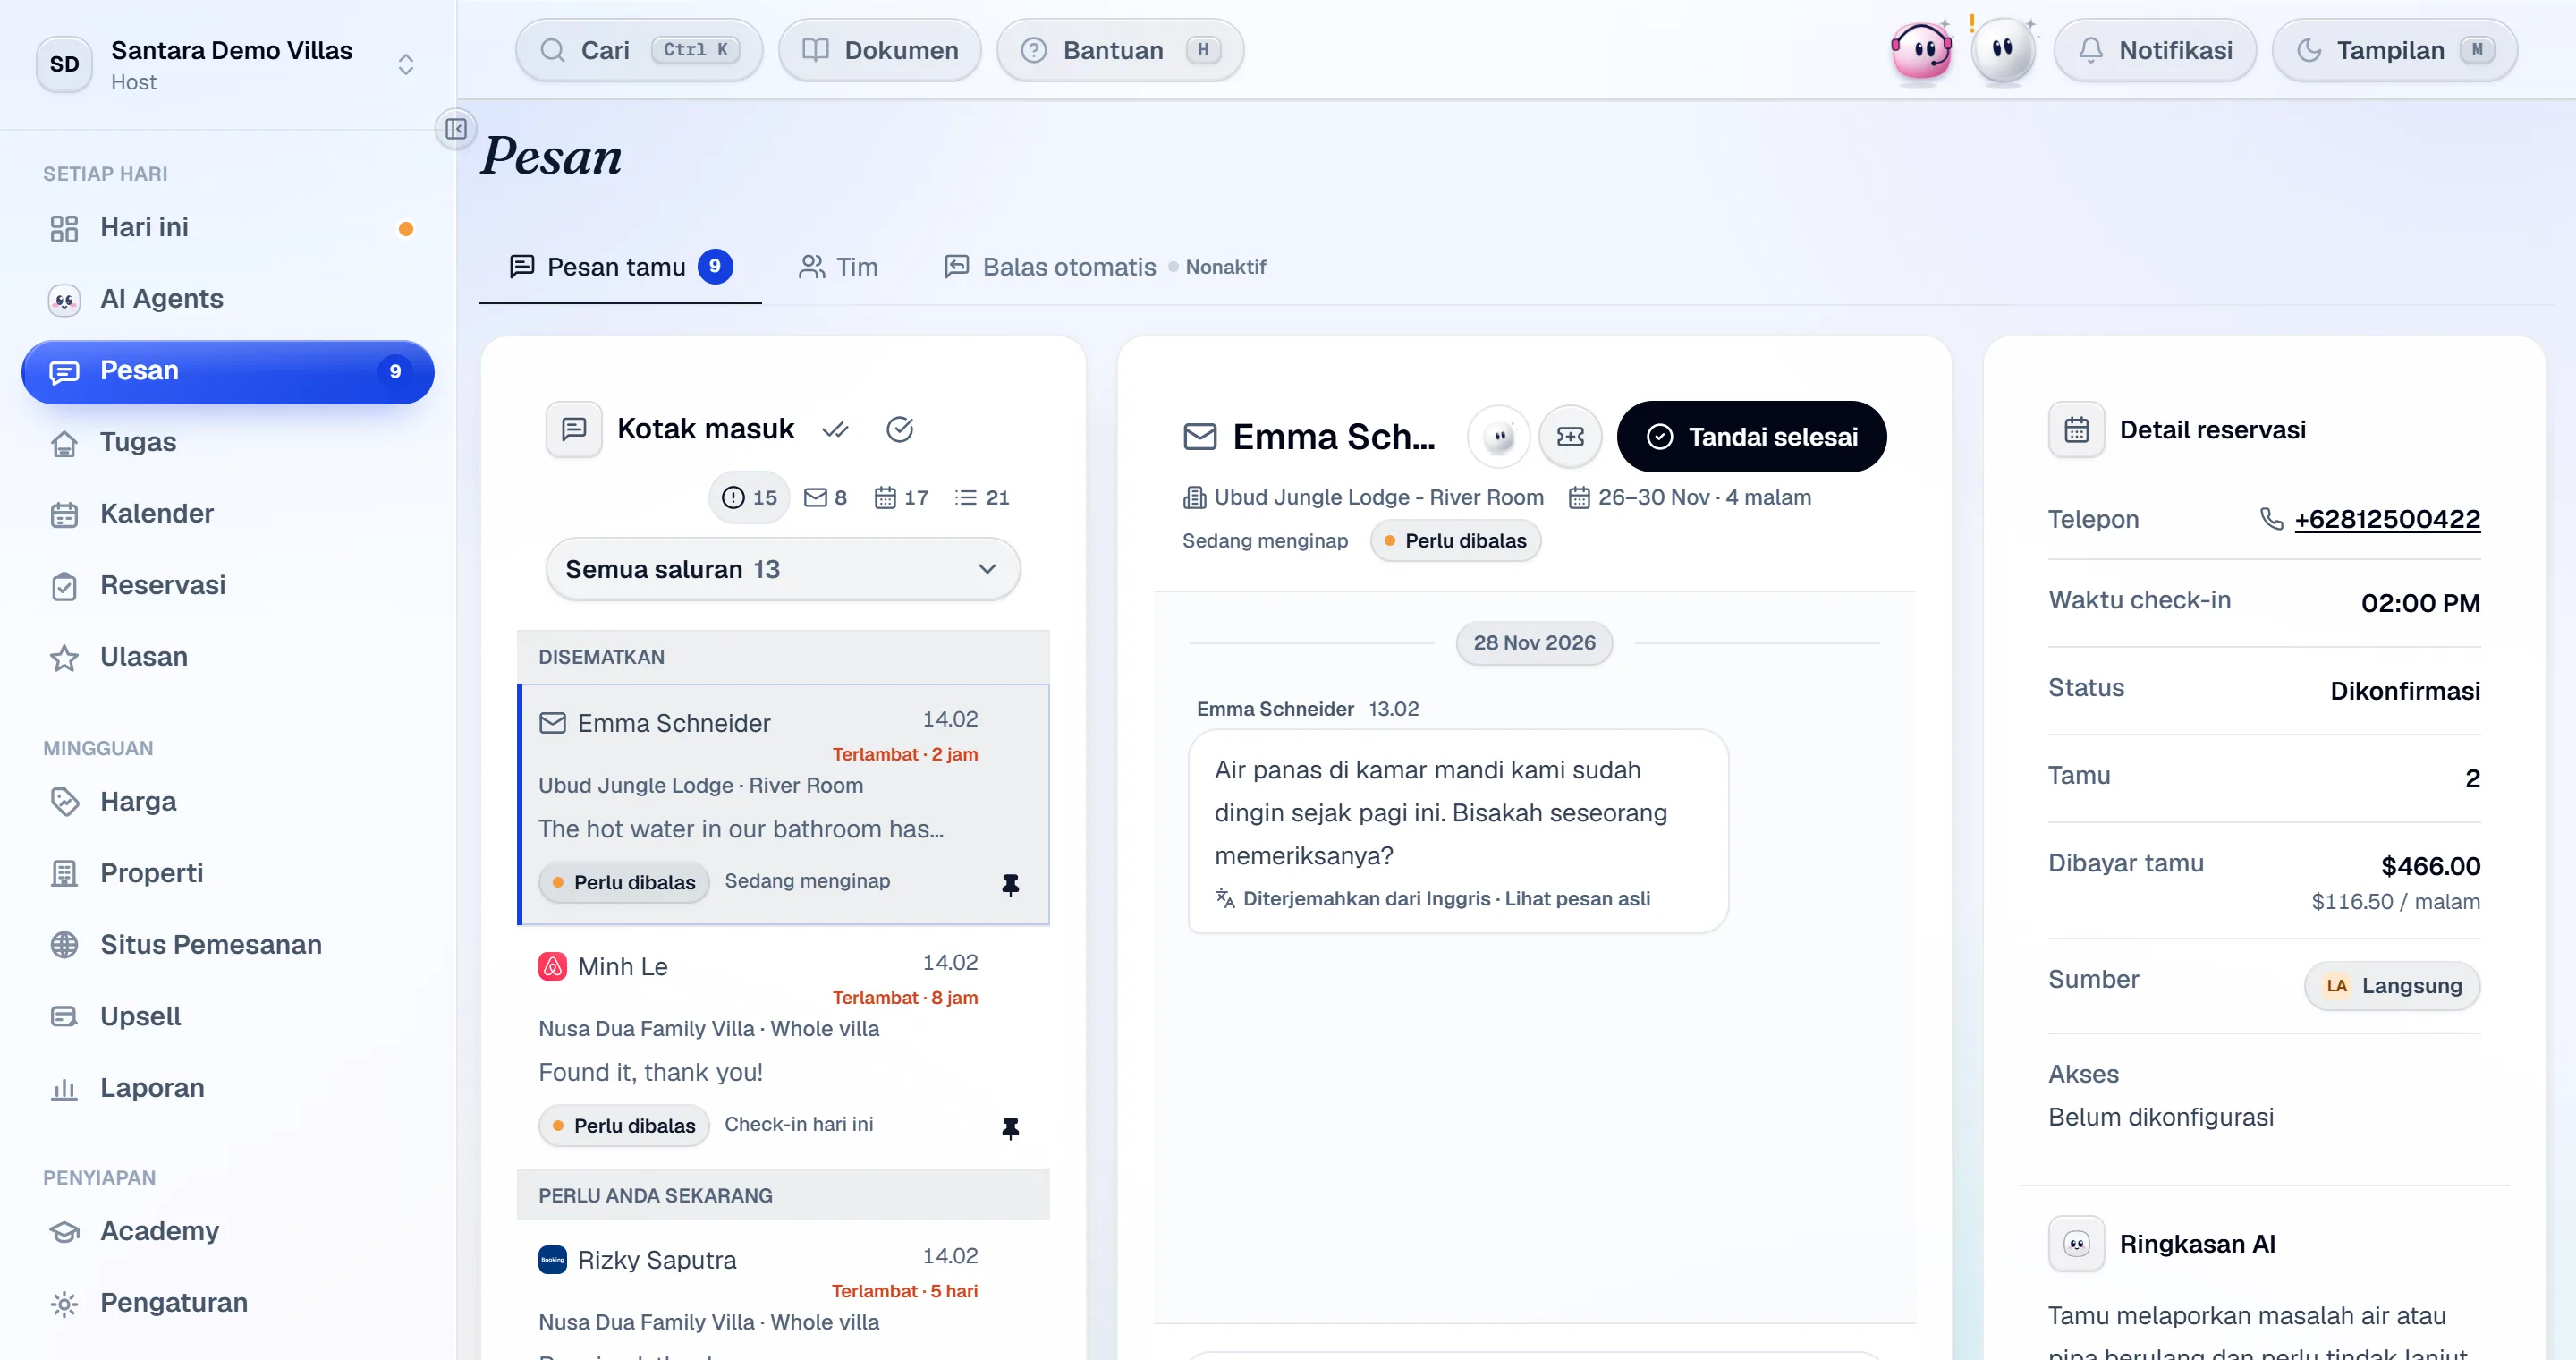 SD
Santara Demo Villas
Host
SETIAP HARI
Hari ini
AI Agents
Pesan 9
Tugas
Kalender
Reservasi
Ulasan
MINGGUAN
Harga
Properti
Situs Pemesanan
Upsell
Laporan
PENYIAPAN
Academy
Pengaturan
Cari Ctrl K
Dokumen
Bantuan H
Notifikasi
Tampilan M
Pesan
Pesan tamu 9
Tim
Balas otomatis Nonaktif
Kotak masuk
15 8 17 21
Semua saluran 13
DISEMATKAN
Emma Schneider 14.02
Terlambat · 2 jam
Ubud Jungle Lodge · River Room
The hot water in our bathroom has...
Perlu dibalas Sedang menginap
Minh Le 14.02
Terlambat · 8 jam
Nusa Dua Family Villa · Whole villa
Found it, thank you!
Perlu dibalas Check-in hari ini
PERLU ANDA SEKARANG
Booking
Rizky Saputra 14.02
Terlambat · 5 hari
Nusa Dua Family Villa · Whole villa
Emma Sch...
Tandai selesai
Ubud Jungle Lodge - River Room 26–30 Nov · 4 malam
Sedang menginap Perlu dibalas
28 Nov 2026
Emma Schneider 13.02
Air panas di kamar mandi kami sudah
dingin sejak pagi ini. Bisakah seseorang
memeriksanya?
Diterjemahkan dari Inggris · Lihat pesan asli
Detail reservasi
Telepon +62812500422
Waktu check-in 02:00 PM
Status Dikonfirmasi
Tamu 2
Dibayar tamu $466.00
$116.50 / malam
Sumber LA Langsung
Akses
Belum dikonfigurasi
Ringkasan AI
Tamu melaporkan masalah air atau
pipa berulang dan perlu tindak lanjut